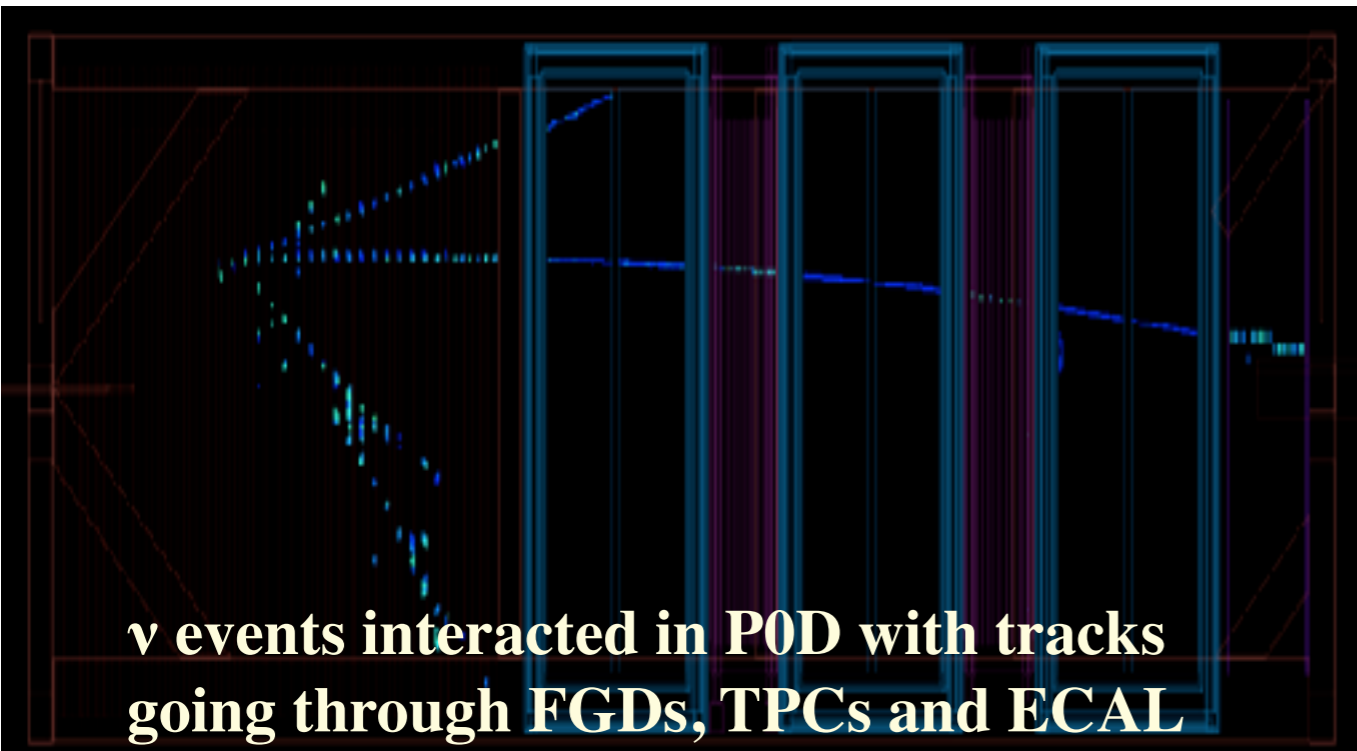 ν events interacted in P0D with tracks
going through FGDs, TPCs and ECAL